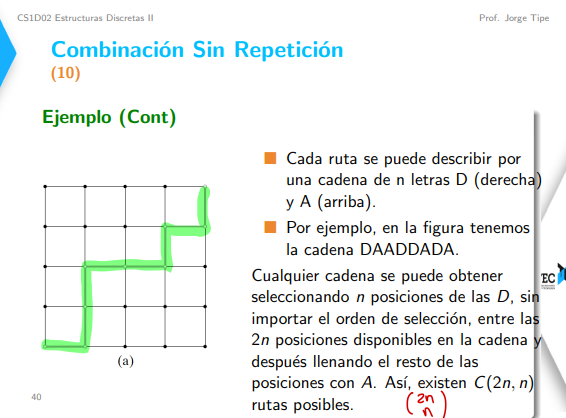 CS1D02 Estructuras Discretas II
Prof. Jorge Tipe
Combinación Sin Repetición
(10)
Ejemplo (Cont)
Cada ruta se puede describir por
una cadena de n letras D (derecha)
y A (arriba).
Por ejemplo, en la figura tenemos
la cadena DAADDADA.
Cualquier cadena se puede obtener
seleccionando n posiciones de las D, sin
importar el orden de selección, entre las
2n posiciones disponibles en la cadena y
después llenando el resto de las
posiciones con A. Así, existen C(2n, n)
rutas posibles.
(a)
40
(2n
n)
EC